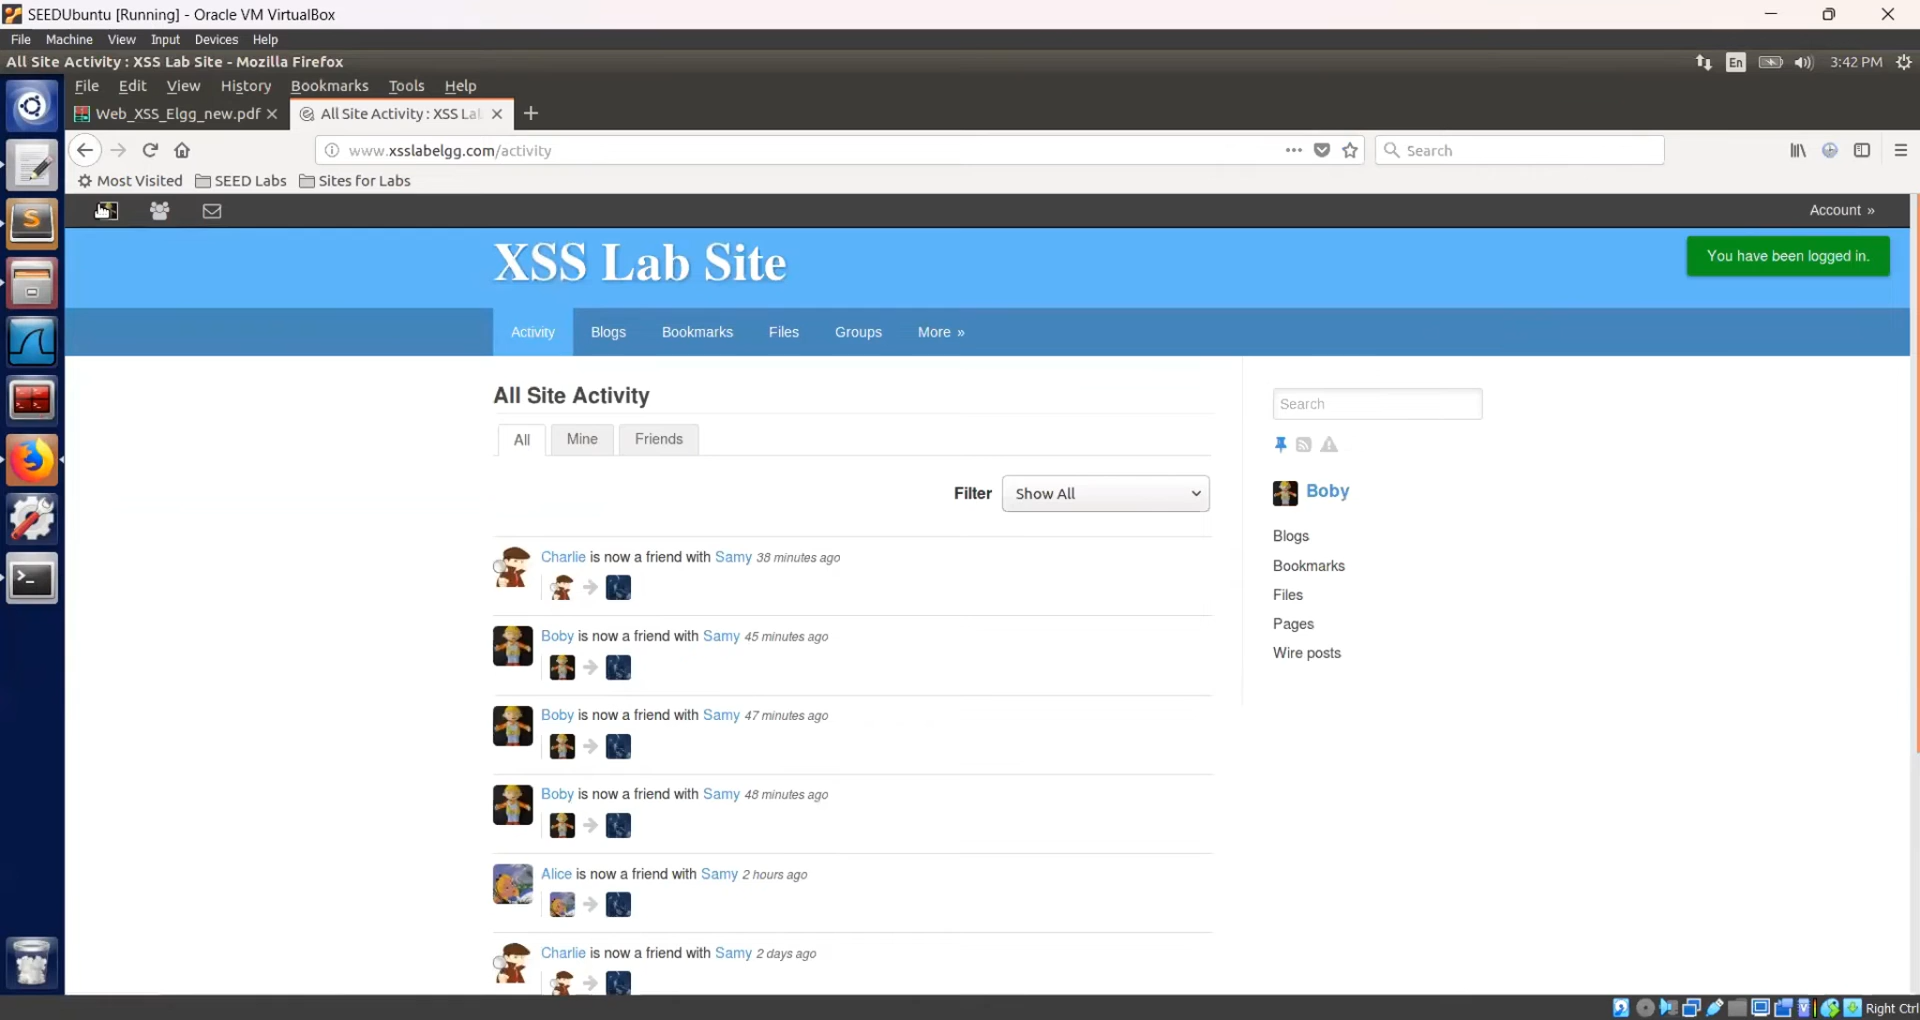 SEEDUbuntu [Running] - Oracle VM VirtualBox
File Machine View Input Devices Help
All Site Activity : XSS Lab Site - Mozilla Firefox
En 3:42 PM
File Edit View History Bookmarks Tools Help
Web_XSS_Elgg_new.pdf
All Site Activity : XSS La
www.xsslabelgg.com/activity
Search
Most Visited SEED Labs Sites for Labs
Account »
XSS Lab Site
You have been logged in.
Activity Blogs Bookmarks Files Groups More »
All Site Activity
All Mine Friends
Filter Show All
Charlie is now a friend with Samy 38 minutes ago
Boby is now a friend with Samy 45 minutes ago
Boby is now a friend with Samy 47 minutes ago
Boby is now a friend with Samy 48 minutes ago
Alice is now a friend with Samy 2 hours ago
Charlie is now a friend with Samy 2 days ago
Search
Boby
Blogs
Bookmarks
Files
Pages
Wire posts
Right Ctrl